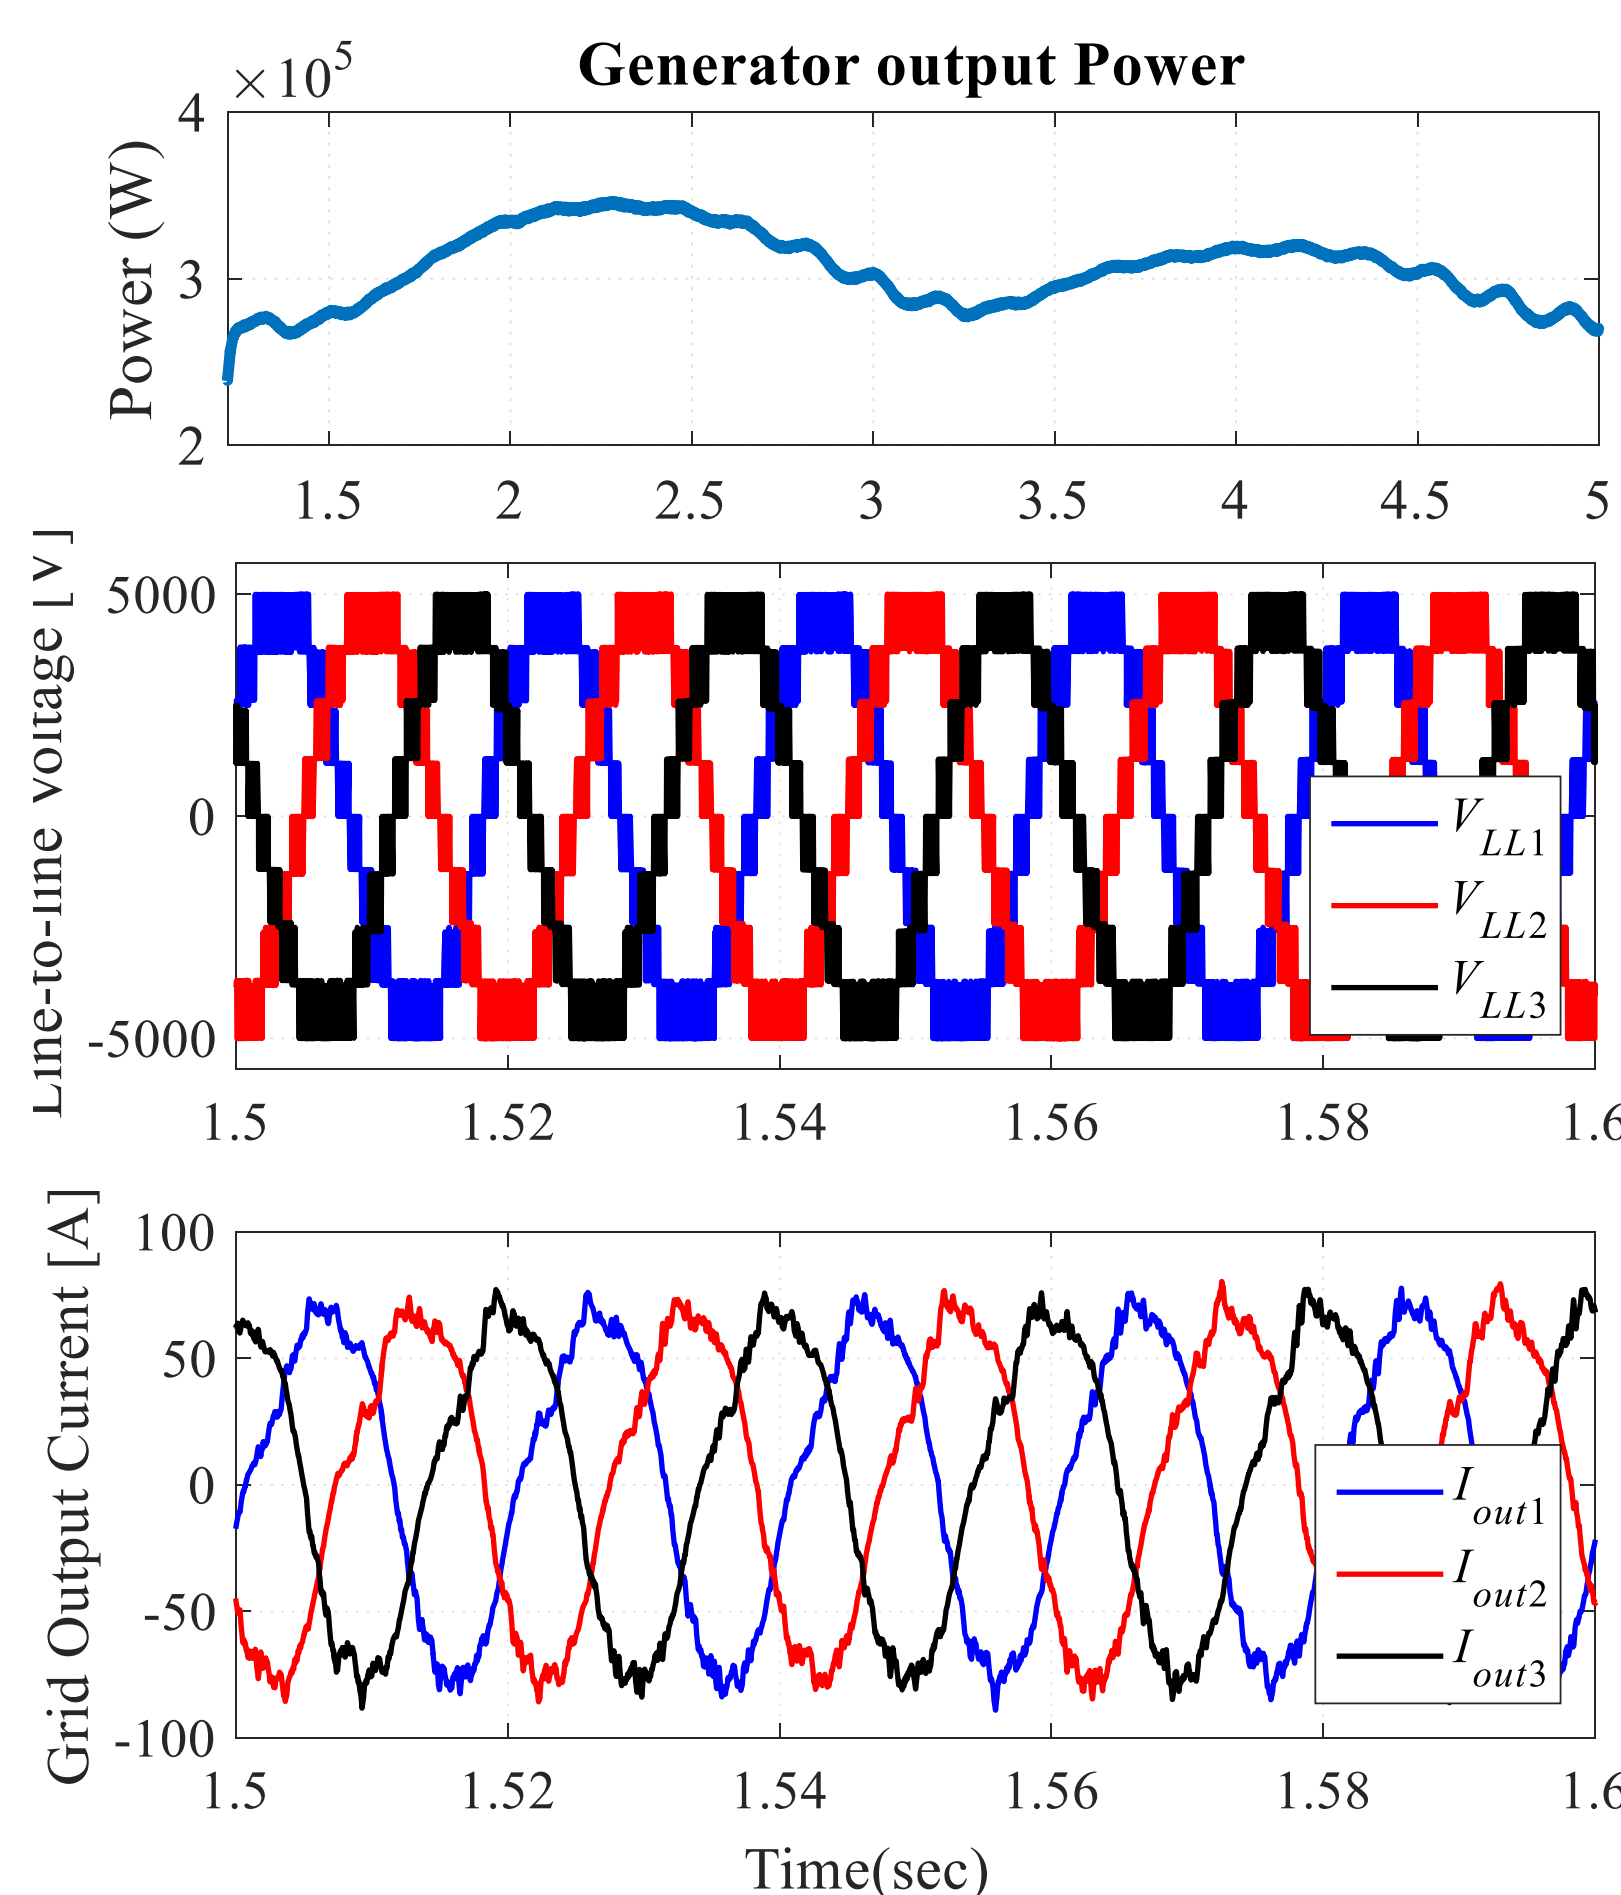 Generator output Power
×10^5
Power (W)
4
3
2
1.5 2 2.5 3 3.5 4 4.5 5
Line-to-line voltage [V]
5000
0
-5000
V_LL1
V_LL2
V_LL3
1.5 1.52 1.54 1.56 1.58 1.6
Grid Output Current [A]
100
50
0
-50
-100
I_out1
I_out2
I_out3
1.5 1.52 1.54 1.56 1.58 1.6
Time(sec)